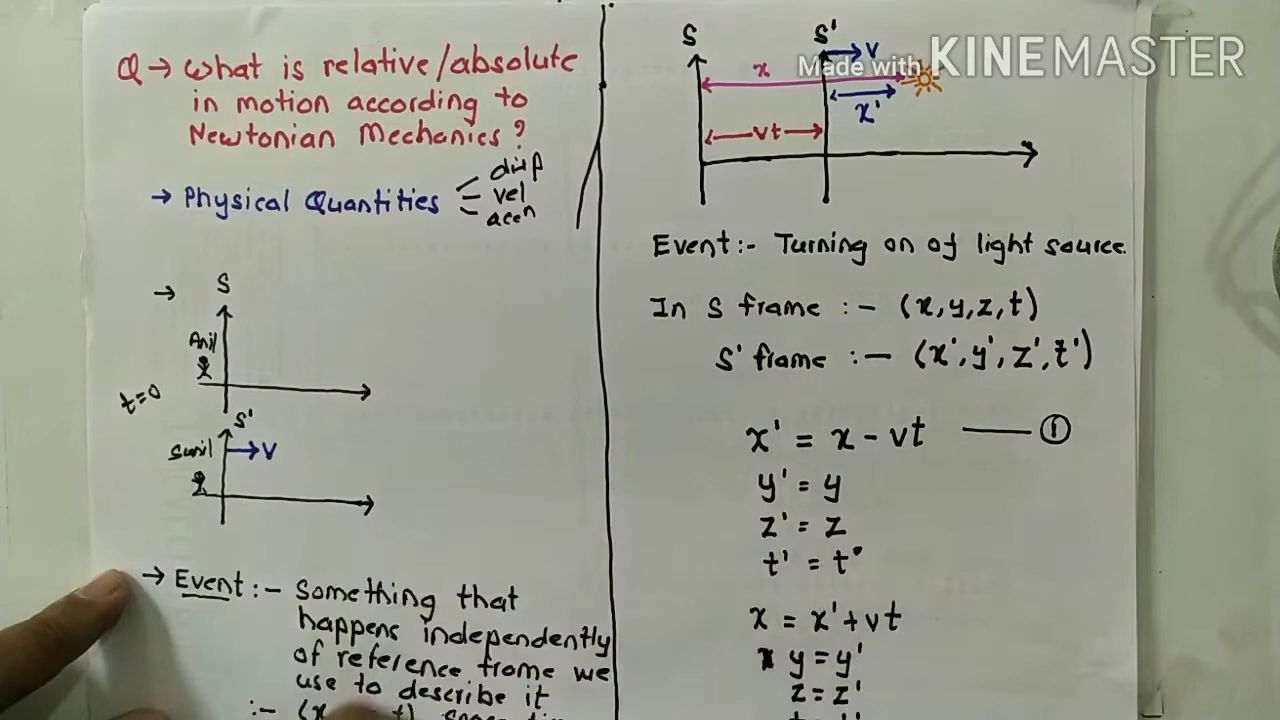 Q → What is relative/absolute
in motion according to
Newtonian Mechanics?
→ Physical Quantities
disp
vel
aceⁿ
→ S
Anil
t=0
S'
Sunil
V
→ Event :- Something that
happens independently
of reference frame we
use to describe it
S
S'
V
Made with KINEMASTER
x
x'
vt
Event :- Turning on of light source.
In S frame :- (x, y, z, t)
S' frame :- (x', y', z', t')
x' = x - vt —— ①
y' = y
z' = z
t' = t
x = x' + vt
y = y'
z = z'